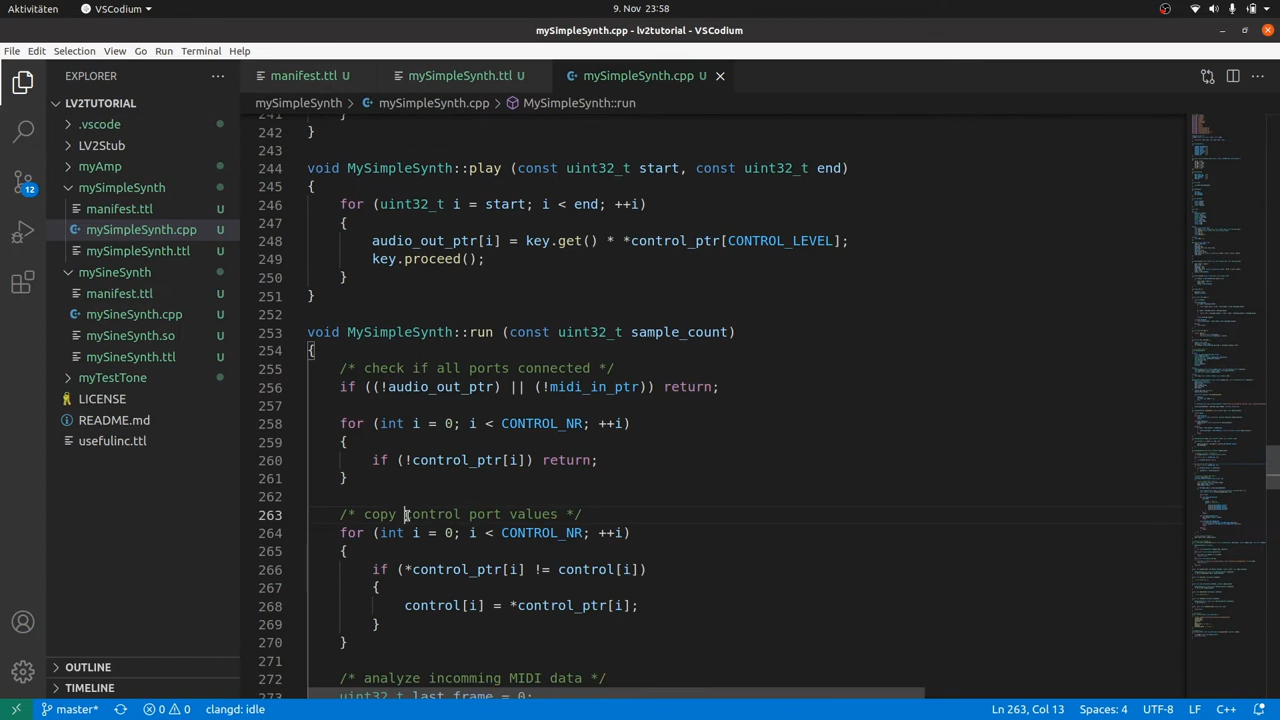 Aktivitäten
VSCodium
9. Nov 23:58
mySimpleSynth.cpp - lv2tutorial - VSCodium
File Edit Selection View Go Run Terminal Help
EXPLORER
manifest.ttl U
mySimpleSynth.ttl U
mySimpleSynth.cpp U
LV2TUTORIAL
mySimpleSynth > mySimpleSynth.cpp > MySimpleSynth::run
.vscode
LV2Stub
myAmp
mySimpleSynth
manifest.ttl U
mySimpleSynth.cpp U
mySimpleSynth.ttl U
mySineSynth
manifest.ttl U
mySineSynth.cpp U
mySineSynth.so U
mySineSynth.ttl U
myTestTone
LICENSE
README.md
usefulinc.ttl
OUTLINE
TIMELINE
12
241 }
242 }
243
244 void MySimpleSynth::play (const uint32_t start, const uint32_t end)
245 {
246 for (uint32_t i = start; i < end; ++i)
247 {
248 audio_out_ptr[i] = key.get() * *control_ptr[CONTROL_LEVEL];
249 key.proceed();
250 }
251 }
252
253 void MySimpleSynth::run (const uint32_t sample_count)
254 {
255 /* check if all ports connected */
256 if ((!audio_out_ptr) || (!midi_in_ptr)) return;
257
258 for (int i = 0; i < CONTROL_NR; ++i)
259 {
260 if (!control_ptr[i]) return;
261 }
262
263 /* copy control port values */
264 for (int i = 0; i < CONTROL_NR; ++i)
265 {
266 if (*control_ptr[i] != control[i])
267 {
268 control[i] = *control_ptr[i];
269 }
270 }
271
272 /* analyze incomming MIDI data */
273 uint32_t last_frame = 0;
master*
0 0
clangd: idle
Ln 263, Col 13
Spaces: 4
UTF-8
LF
C++